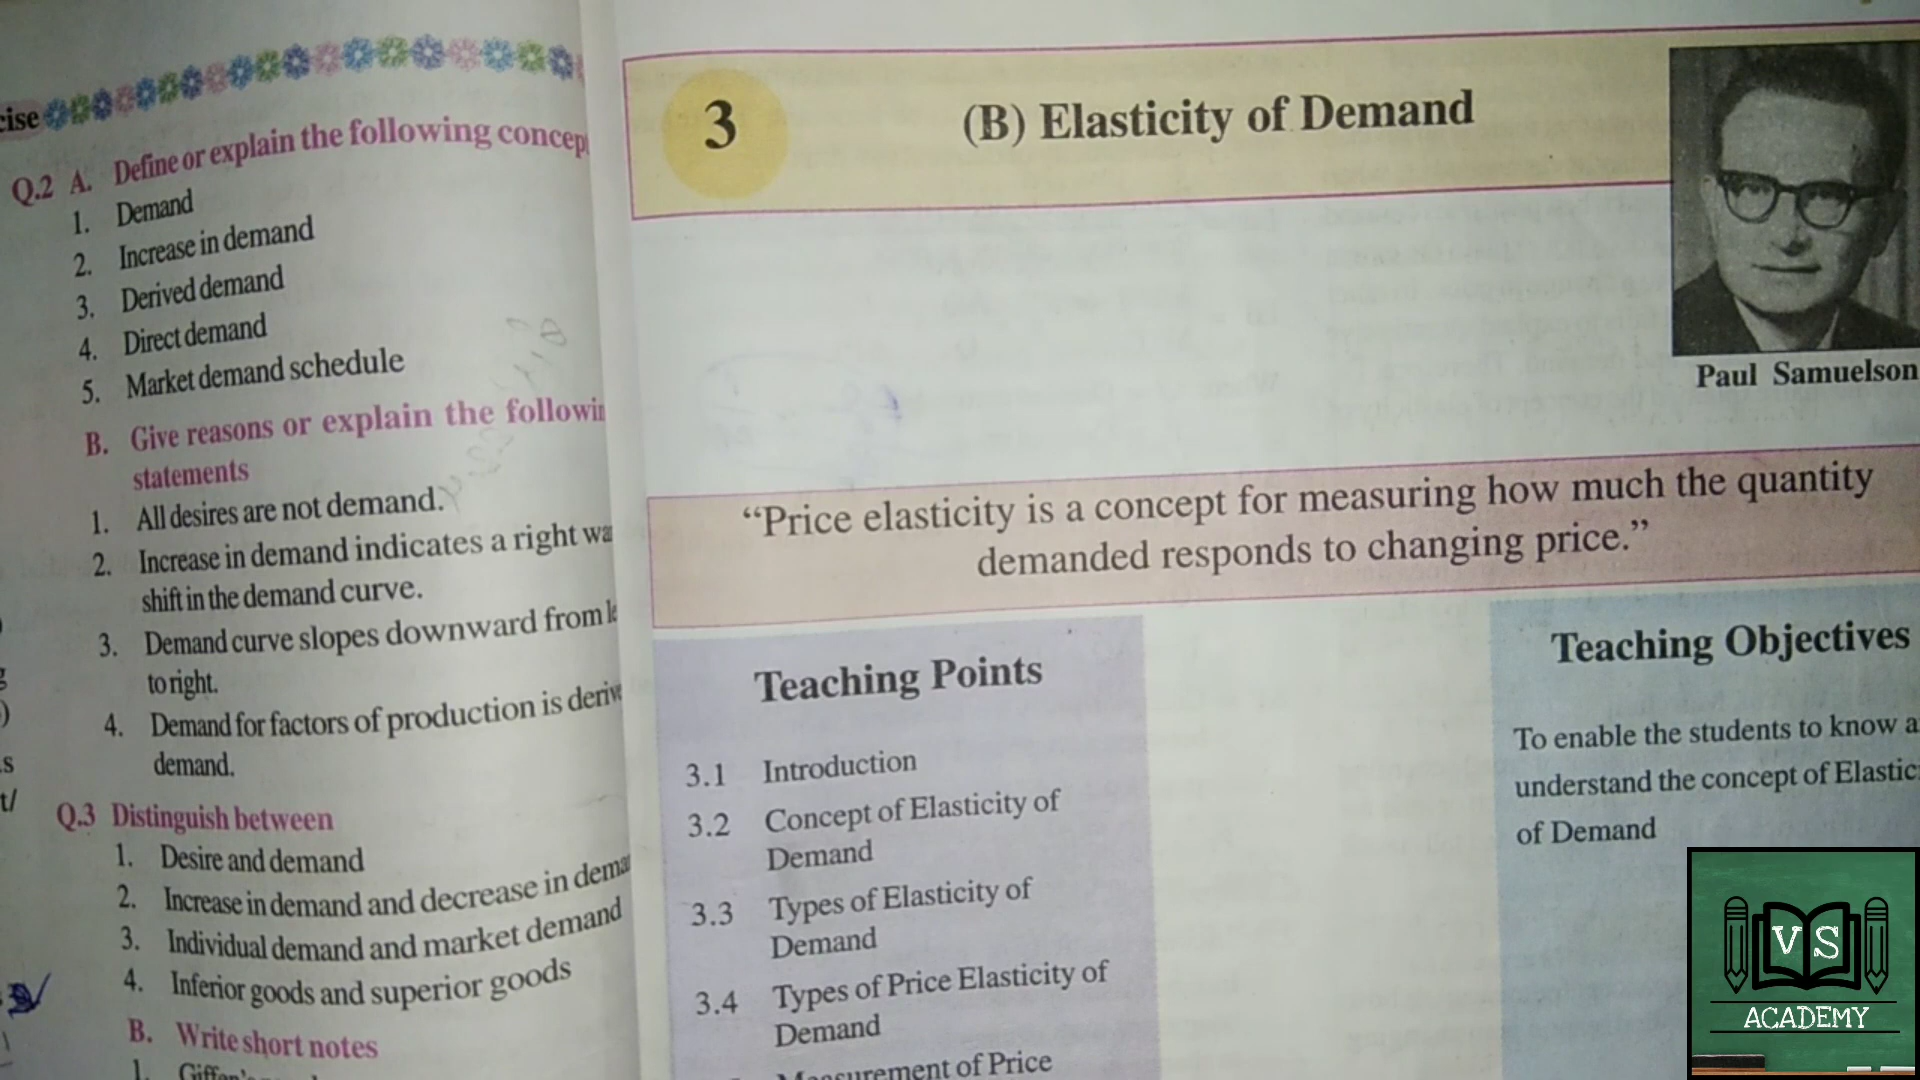 cise
Q.2 A. Define or explain the following
1. Demand
2. Increase in demand
3. Derived demand
4. Direct demand
5. Market demand schedule
B. Give reasons or explain the
statements
1. All desires are not demand.
2. Increase in demand indicates a right
shift in the demand curve.
3. Demand curve slopes downward from
to right.
4. Demand for factors of production is
demand.
Q.3 Distinguish between
1. Desire and demand
2. Increase in demand and decrease in
3. Individual demand and market demand
4. Inferior goods and superior goods
B. Write short notes
1.
3
(B) Elasticity of Demand
Paul Samuelson
“Price elasticity is a concept for measuring how much the quantity
demanded responds to changing price.”
Teaching Points
3.1 Introduction
3.2 Concept of Elasticity of
Demand
3.3 Types of Elasticity of
Demand
3.4 Types of Price Elasticity of
Demand
of Price
Teaching Objectives
To enable the students to know
understand the concept of
of Demand
VS
ACADEMY